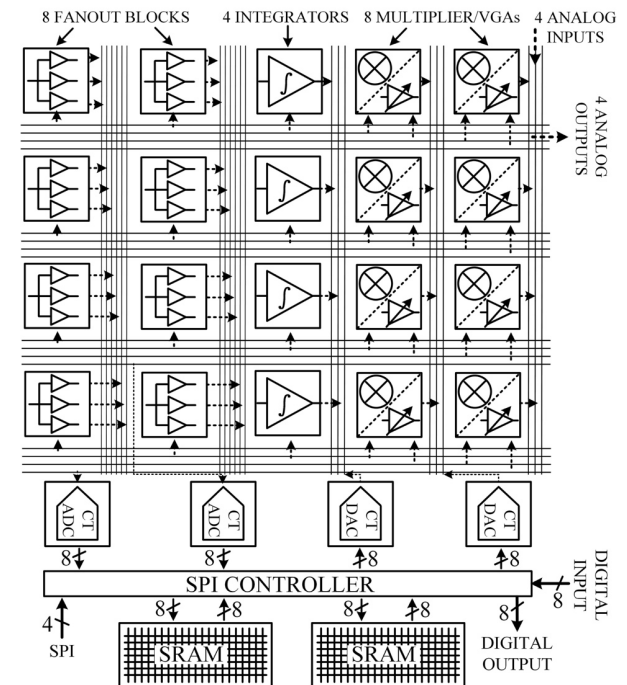 8 FANOUT BLOCKS
4 INTEGRATORS
8 MULTIPLIER/VGAs
4 ANALOG
INPUTS
4 ANALOG
OUTPUTS
∫
∫
∫
∫
CT
ADC
CT
ADC
CT
DAC
CT
DAC
8
8
8
8
SPI CONTROLLER
DIGITAL
INPUT
8
4
SPI
8
8
8
8
8
SRAM
SRAM
DIGITAL
OUTPUT